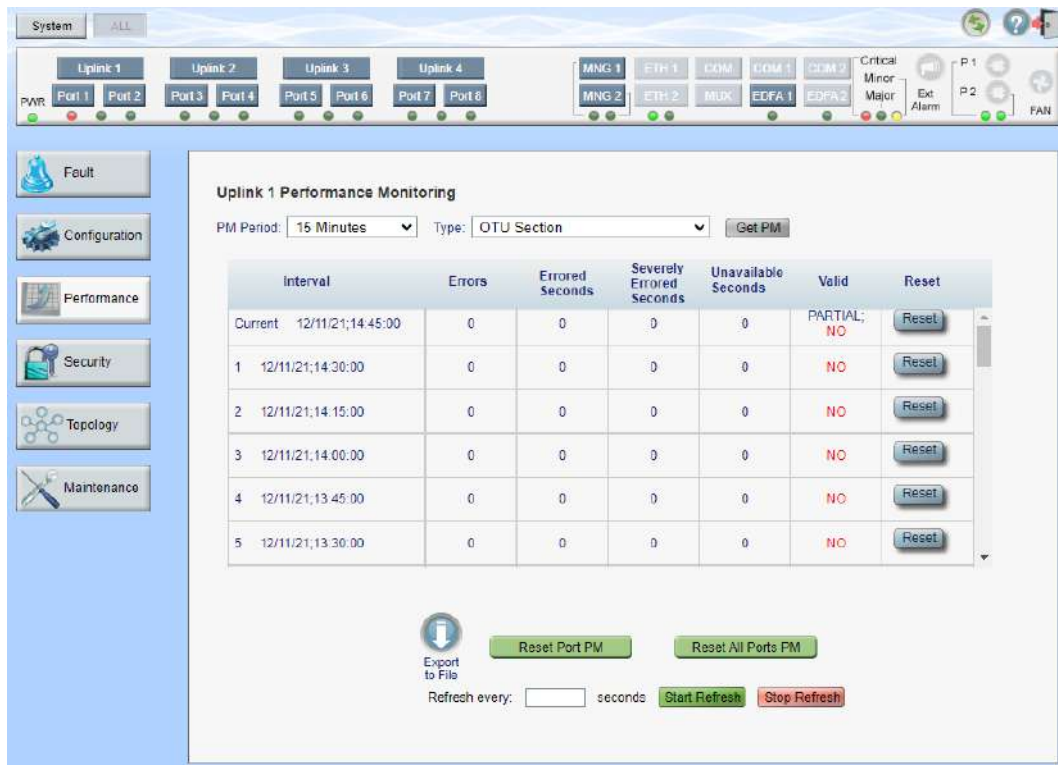 System ALL
Uplink 1 Uplink 2 Uplink 3 Uplink 4 MNG 1 ETH 1 COM COM 1 COM 2 Critical P 1
Minor
PWR Port 1 Port 2 Port 3 Port 4 Port 5 Port 6 Port 7 Port 8 MNG 2 ETH 2 MUX EDFA 1 EDFA 2 Major Ext Alarm P 2 FAN
Fault
Configuration
Performance
Security
Topology
Maintenance
Uplink 1 Performance Monitoring
PM Period: 15 Minutes Type: OTU Section Get PM
Interval Errors Errored Seconds Severely Errored Seconds Unavailable Seconds Valid Reset
Current 12/11/21;14:45:00 0 0 0 0 PARTIAL; NO Reset
1 12/11/21;14:30:00 0 0 0 0 NO Reset
2 12/11/21;14:15:00 0 0 0 0 NO Reset
3 12/11/21;14:00:00 0 0 0 0 NO Reset
4 12/11/21;13:45:00 0 0 0 0 NO Reset
5 12/11/21;13:30:00 0 0 0 0 NO Reset
Export to File
Reset Port PM Reset All Ports PM
Refresh every: seconds Start Refresh Stop Refresh